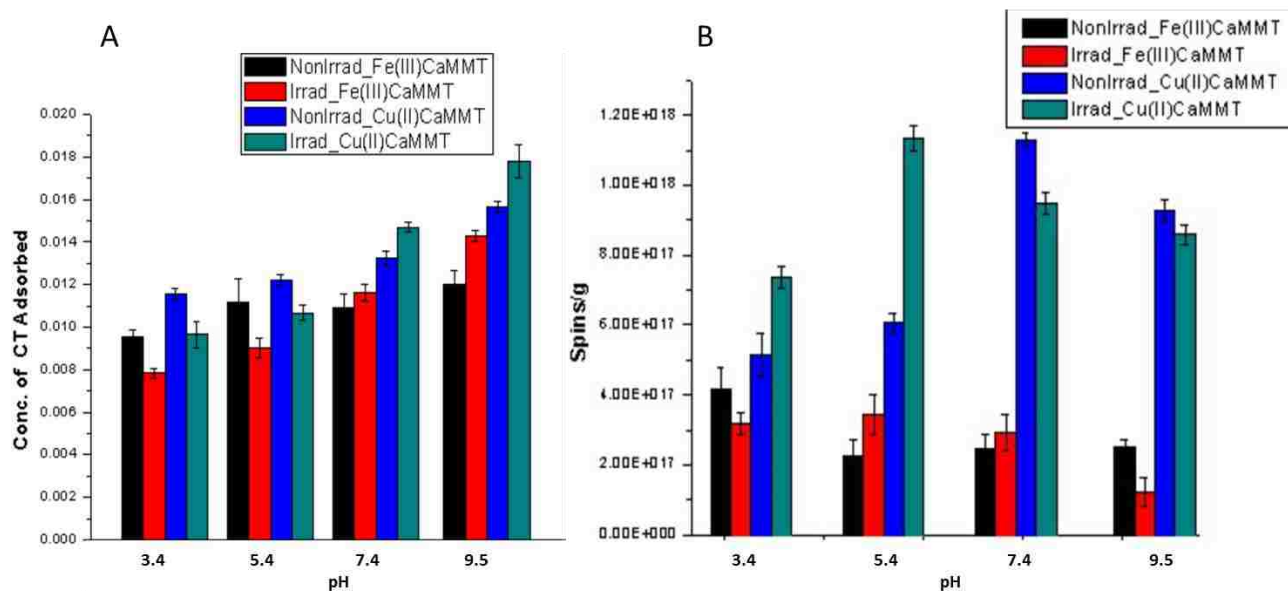 A
NonIrrad_Fe(III)CaMMT
Irrad_Fe(III)CaMMT
NonIrrad_Cu(II)CaMMT
Irrad_Cu(II)CaMMT
Conc. of CT Adsorbed
0.020
0.018
0.016
0.014
0.012
0.010
0.008
0.006
0.004
0.002
0.000
3.4 5.4 7.4 9.5
pH
B
NonIrrad_Fe(III)CaMMT
Irrad_Fe(III)CaMMT
NonIrrad_Cu(II)CaMMT
Irrad_Cu(II)CaMMT
Spins/g
1.20E+018
1.00E+018
8.00E+017
6.00E+017
4.00E+017
2.00E+017
0.00E+000
3.4 5.4 7.4 9.5
pH